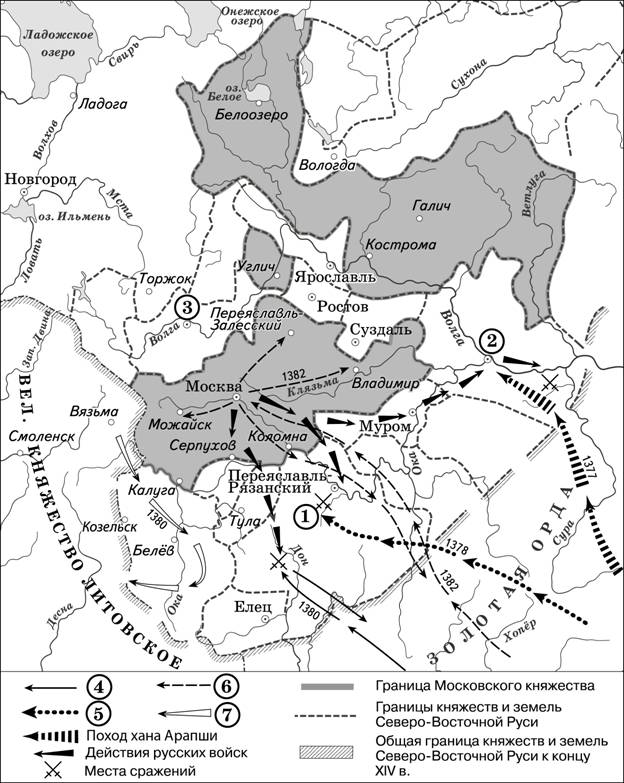 Онежское
озеро
Ладожское
озеро
Свирь
оз.
Белое
Белоозеро
Сухона
Ладога
Волхов
Вологда
Новгород
Мста
оз. Ильмень
Ловать
Галич
Ветлуга
Кострома
Углич
Ярославль
Торжок
Ростов
3
Переяславль-
Залесский
Волга
Суздаль
Волга
2
Зап. Двина
1382
Клязьма
Владимир
Москва
Вязьма
Можайск
Муром
Смоленск
Серпухов
Коломна
Ока
1377
Переяславль-
Рязанский
Калуга
1
1380
Тула
Козельск
Белёв
Дон
1378
Сура
1382
Ока
Десна
Елец
1380
Хопёр
ВЕЛ. КНЯЖЕСТВО ЛИТОВСКОЕ
ЗОЛОТАЯ ОРДА
4
6
Граница Московского княжества
5
7
Границы княжеств и земель
Северо-Восточной Руси
Поход хана Арапши
Действия русских войск
Места сражений
Общая граница княжеств и земель
Северо-Восточной Руси к концу
XIV в.